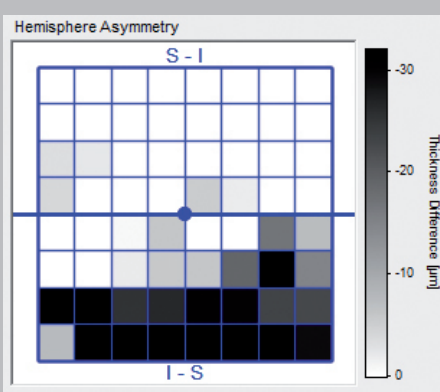 Hemisphere Asymmetry
S - I
-30
-20
-10
0
Thickness Difference [µm]
I - S